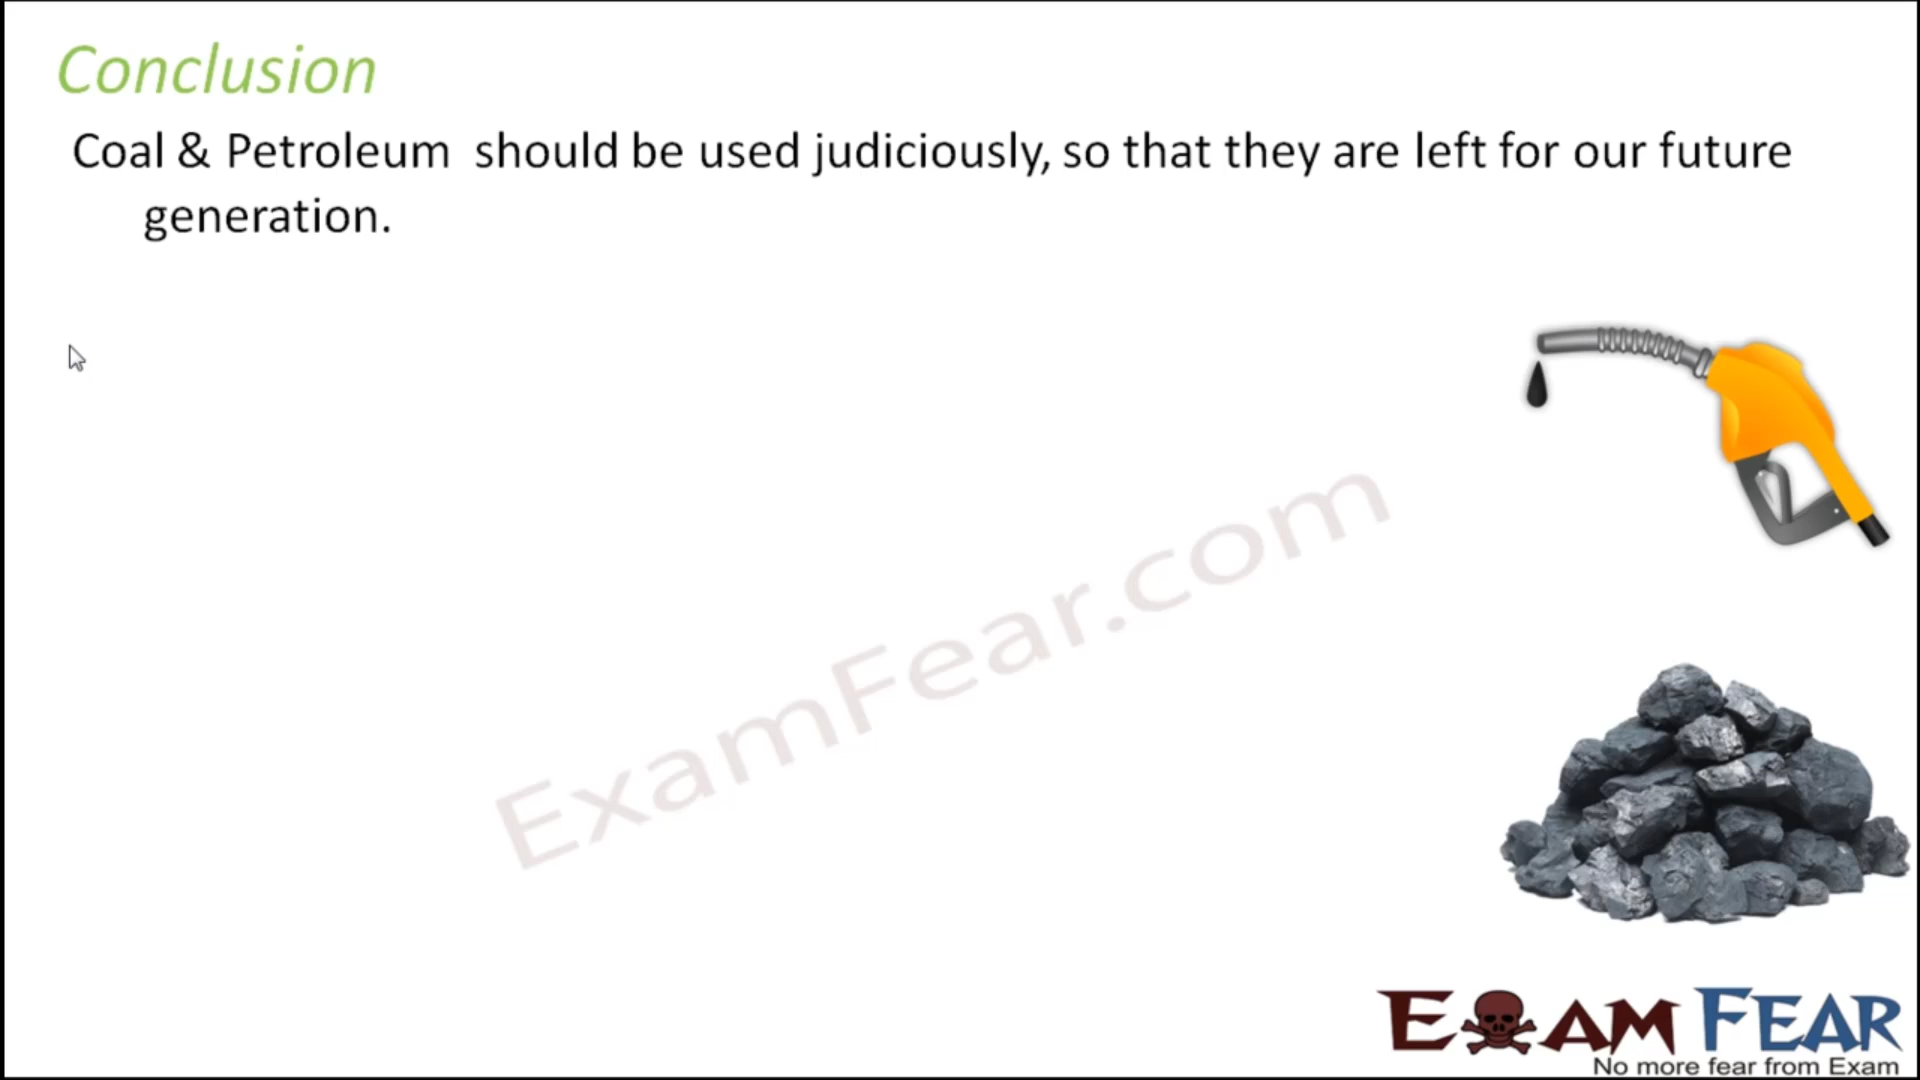 Conclusion
Coal & Petroleum should be used judiciously, so that they are left for our future
generation.
ExamFear.com
EXAM FEAR
No more fear from Exam